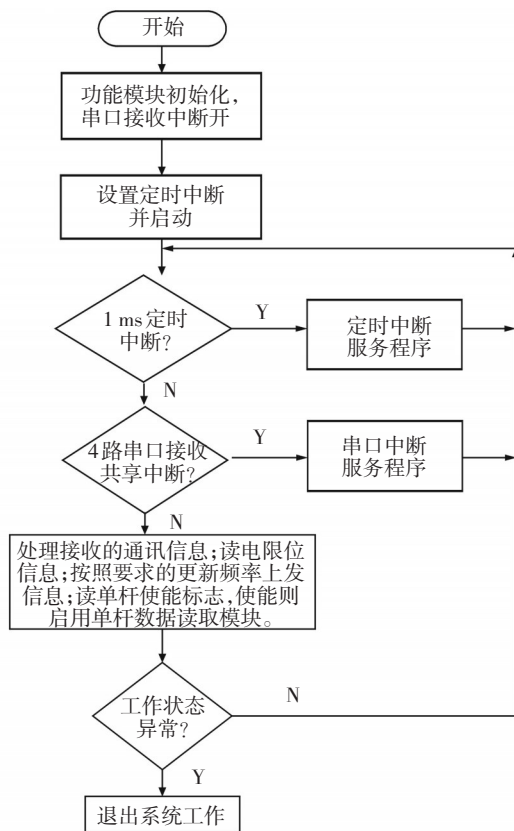 开始
功能模块初始化,
串口接收中断开
设置定时中断
并启动
1 ms定时
中断?
Y
定时中断
服务程序
N
4路串口接收
共享中断?
Y
串口中断
服务程序
N
处理接收的通讯信息;读电限位
信息;按照要求的更新频率上发
信息;读单杆使能标志,使能则
启用单杆数据读取模块。
工作状态
异常?
N
Y
退出系统工作